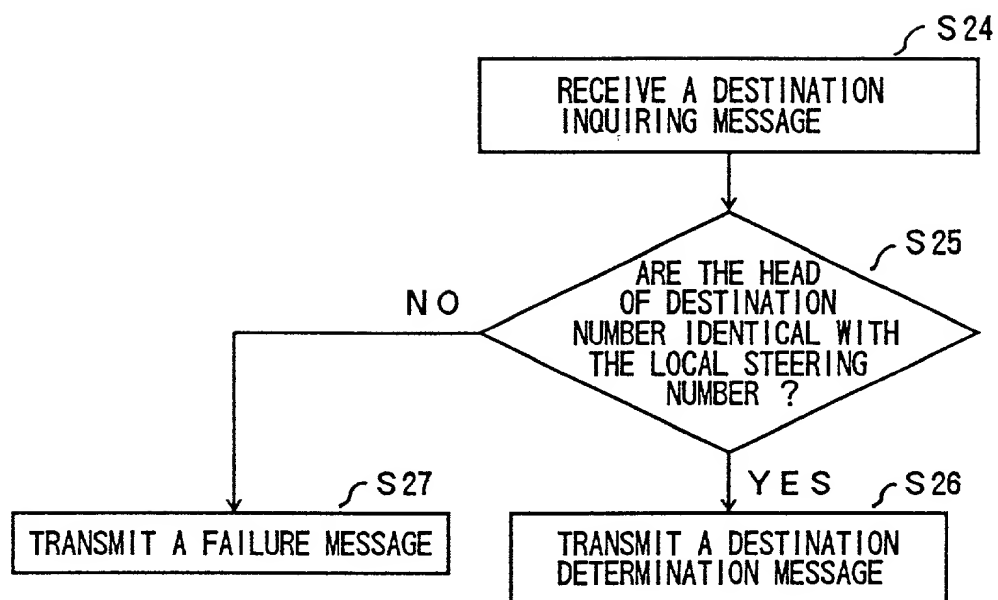 S24
RECEIVE A DESTINATION
INQUIRING MESSAGE
S25
ARE THE HEAD
OF DESTINATION
NUMBER IDENTICAL WITH
THE LOCAL STEERING
NUMBER ?
NO
YES
S27
TRANSMIT A FAILURE MESSAGE
S26
TRANSMIT A DESTINATION
DETERMINATION MESSAGE